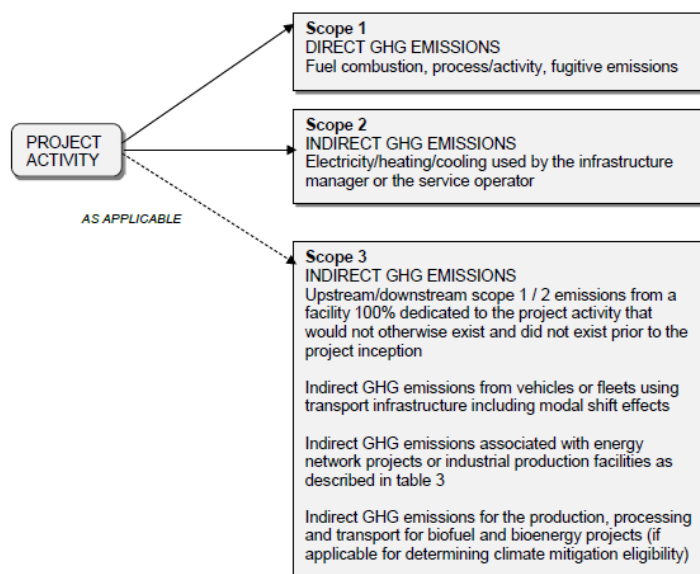 Scope 1
DIRECT GHG EMISSIONS
Fuel combustion, process/activity, fugitive emissions
PROJECT
ACTIVITY
Scope 2
INDIRECT GHG EMISSIONS
Electricity/heating/cooling used by the infrastructure
manager or the service operator
AS APPLICABLE
Scope 3
INDIRECT GHG EMISSIONS
Upstream/downstream scope 1 / 2 emissions from a
facility 100% dedicated to the project activity that
would not otherwise exist and did not exist prior to the
project inception
Indirect GHG emissions from vehicles or fleets using
transport infrastructure including modal shift effects
Indirect GHG emissions associated with energy
network projects or industrial production facilities as
described in table 3
Indirect GHG emissions for the production, processing
and transport for biofuel and bioenergy projects (if
applicable for determining climate mitigation eligibility)